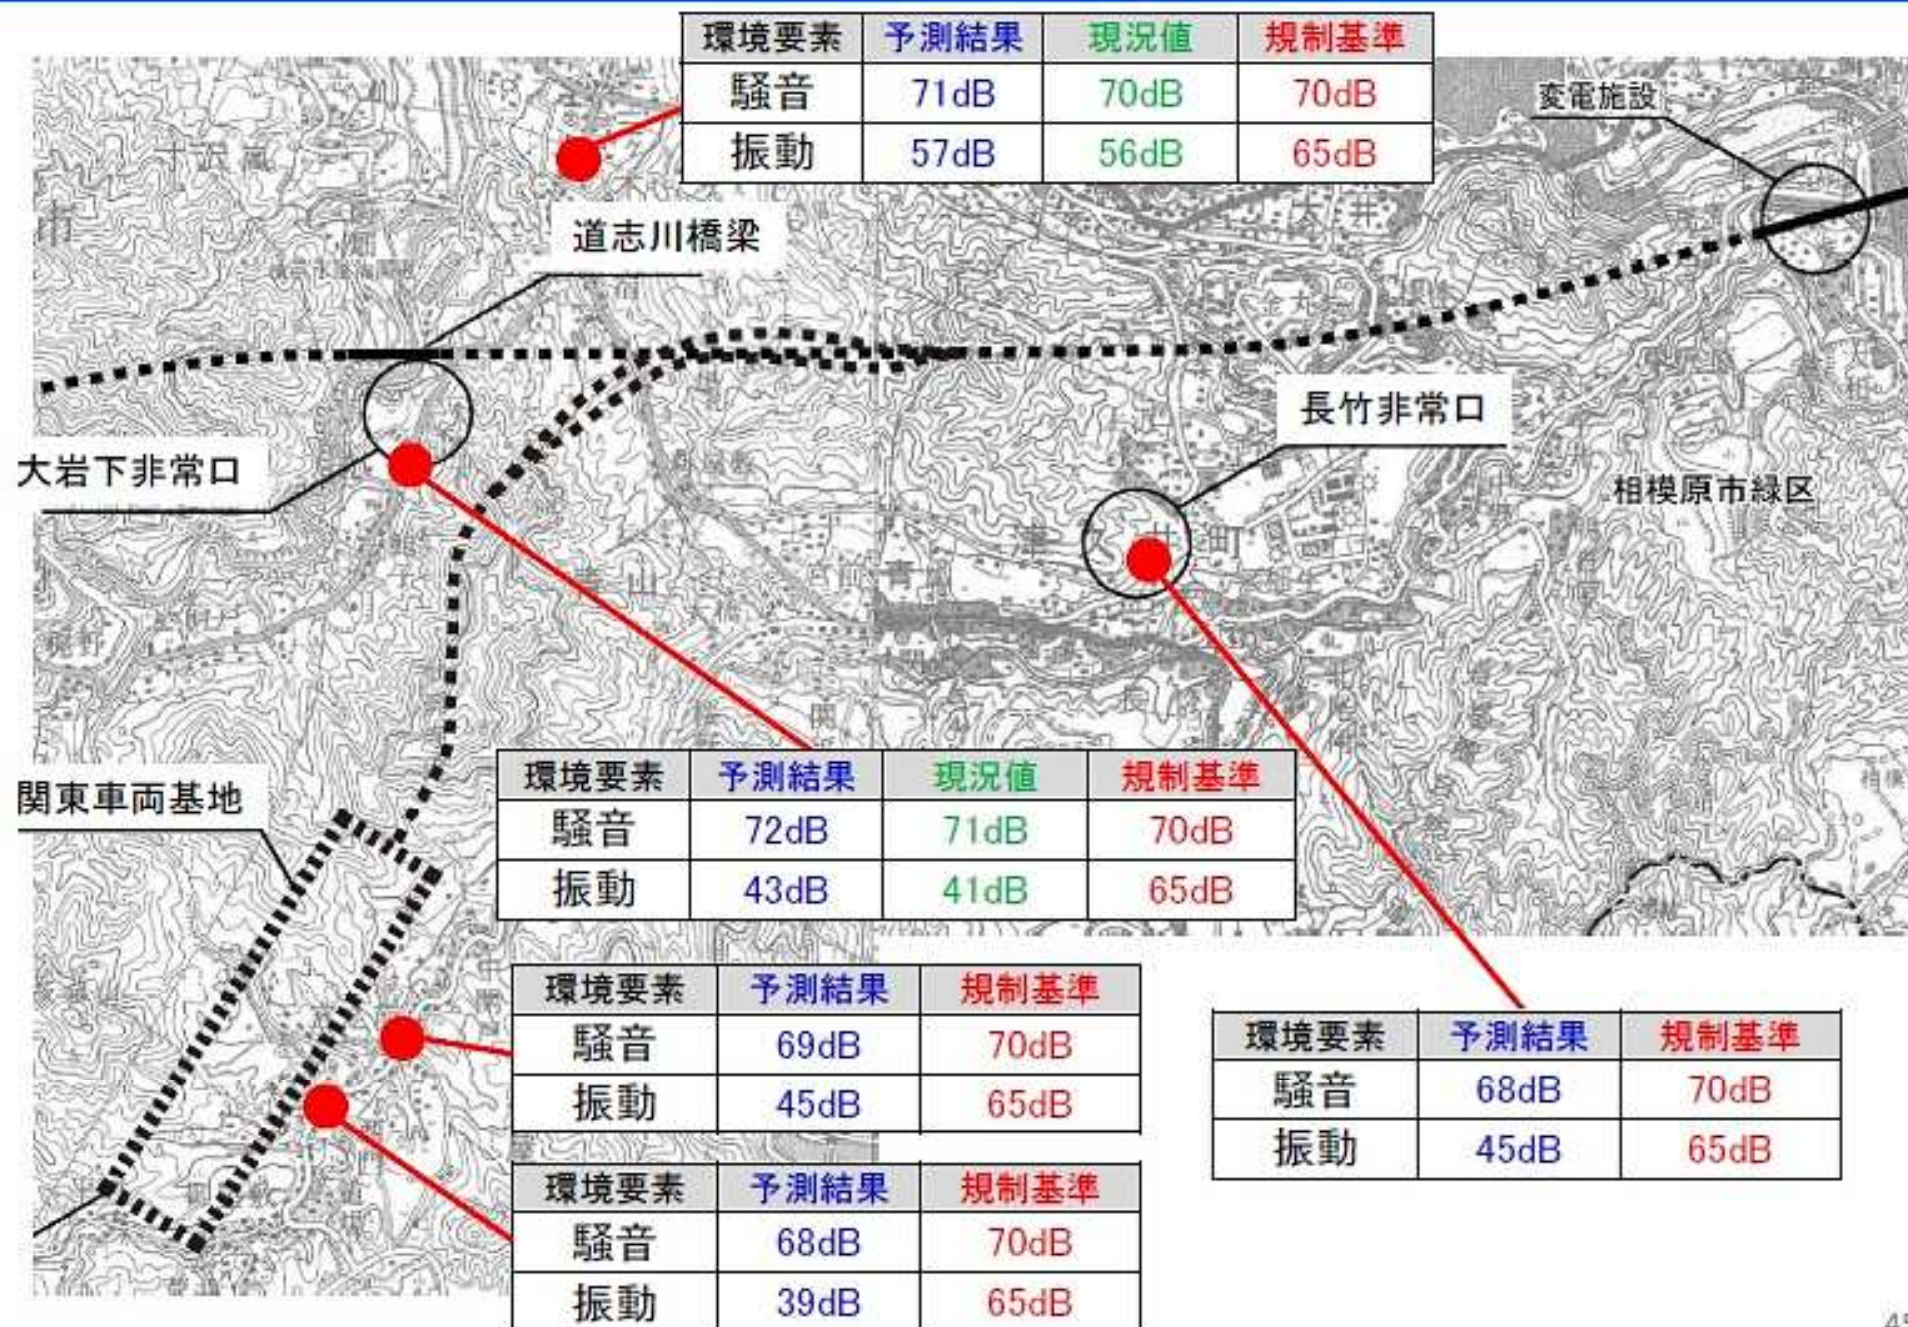 環境要素 予測結果 現況値 規制基準
騒音 71dB 70dB 70dB
振動 57dB 56dB 65dB
変電施設
市
道志川橋梁
長竹非常口
大岩下非常口
相模原市緑区
環境要素 予測結果 現況値 規制基準
騒音 72dB 71dB 70dB
振動 43dB 41dB 65dB
関東車両基地
環境要素 予測結果 規制基準
騒音 69dB 70dB
振動 45dB 65dB
環境要素 予測結果 規制基準
騒音 68dB 70dB
振動 45dB 65dB
環境要素 予測結果 規制基準
騒音 68dB 70dB
振動 39dB 65dB